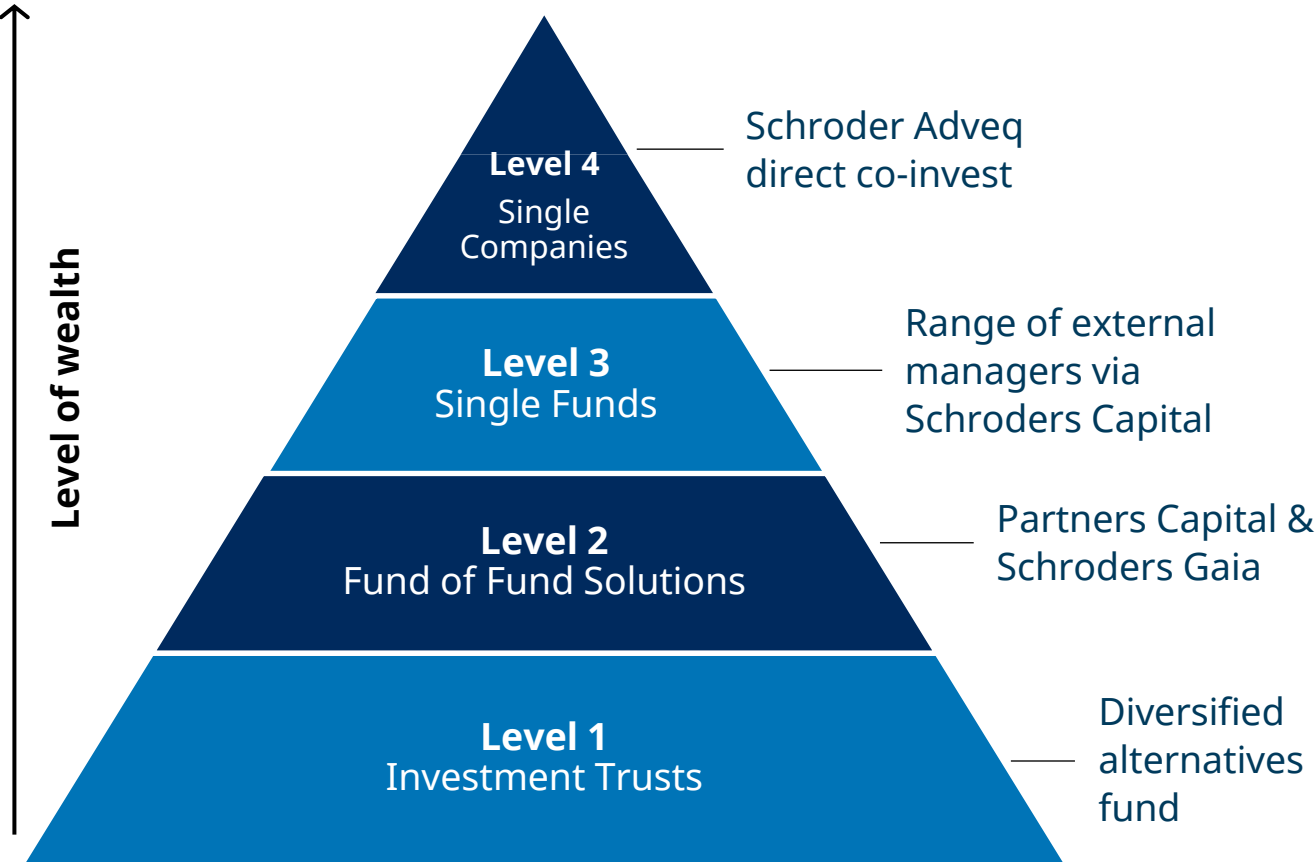 Level of wealth
Level 4
Single
Companies
Schroder Adveq
direct co-invest
Level 3
Single Funds
Range of external
managers via
Schroders Capital
Level 2
Fund of Fund Solutions
Partners Capital &
Schroders Gaia
Level 1
Investment Trusts
Diversified
alternatives
fund